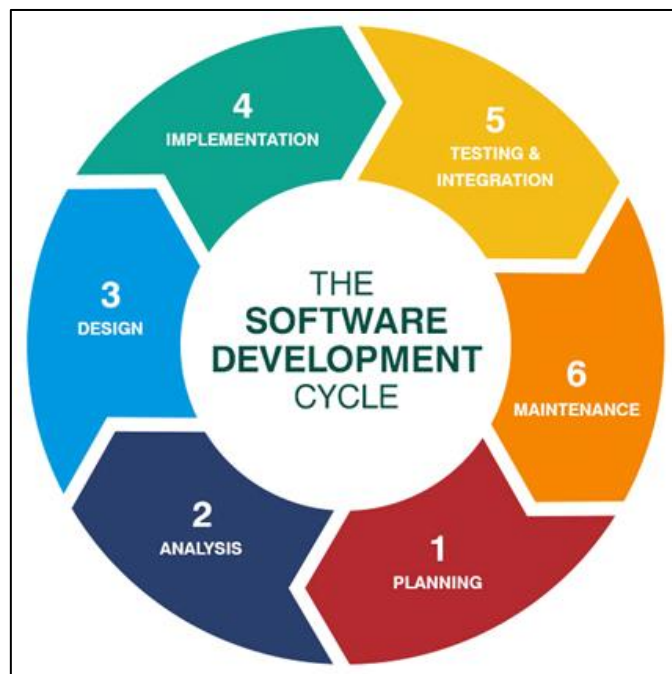 THE
SOFTWARE
DEVELOPMENT
CYCLE
1
PLANNING
2
ANALYSIS
3
DESIGN
4
IMPLEMENTATION
5
TESTING &
INTEGRATION
6
MAINTENANCE